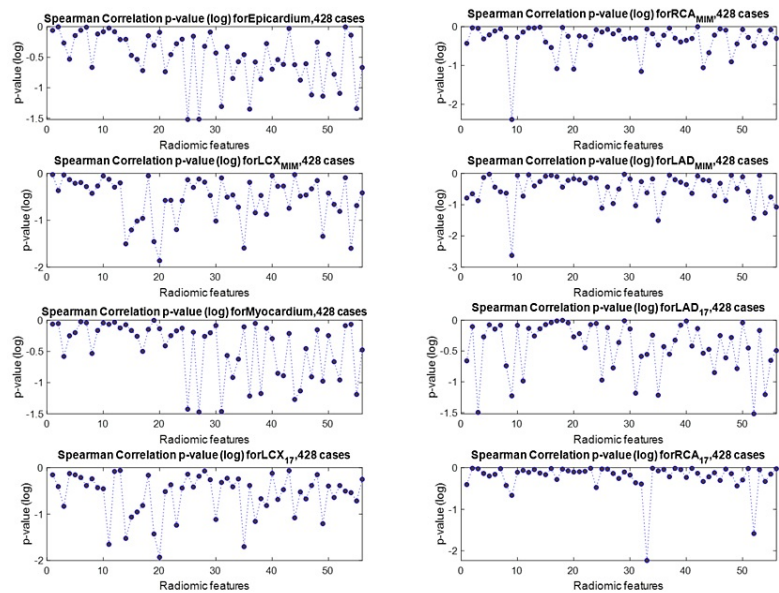 Spearman Correlation p-value (log) forEpicardium,428 cases
0
-0.5
-1
-1.5
p-value (log)
0 10 20 30 40 50
Radiomic features
Spearman Correlation p-value (log) forRCAMIM,428 cases
0
-1
-2
p-value (log)
0 10 20 30 40 50
Radiomic features
Spearman Correlation p-value (log) forLCXMIM,428 cases
0
-1
-2
p-value (log)
0 10 20 30 40 50
Radiomic features
Spearman Correlation p-value (log) forLADMIM,428 cases
0
-1
-2
-3
p-value (log)
0 10 20 30 40 50
Radiomic features
Spearman Correlation p-value (log) forMyocardium,428 cases
0
-0.5
-1
-1.5
p-value (log)
0 10 20 30 40 50
Radiomic features
Spearman Correlation p-value (log) forLAD17,428 cases
0
-0.5
-1
-1.5
p-value (log)
0 10 20 30 40 50
Radiomic features
Spearman Correlation p-value (log) forLCX17,428 cases
0
-1
-2
p-value (log)
0 10 20 30 40 50
Radiomic features
Spearman Correlation p-value (log) forRCA17,428 cases
0
-1
-2
p-value (log)
0 10 20 30 40 50
Radiomic features